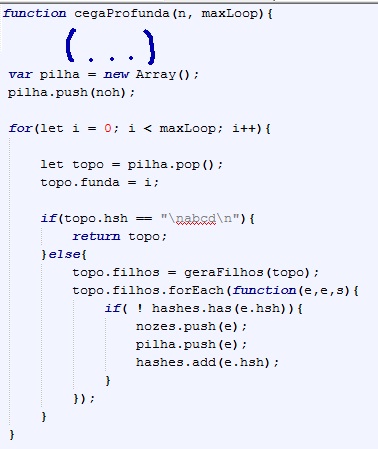 function cegaProfunda(n, maxLoop){
(...)
var pilha = new Array();
pilha.push(noh);
for(let i = 0; i < maxLoop; i++){
let topo = pilha.pop();
topo.funda = i;
if(topo.hsh == "\nabcd\n"){
return topo;
}else{
topo.filhos = geraFilhos(topo);
topo.filhos.forEach(function(e,e,s){
if( ! hashes.has(e.hsh)){
nozes.push(e);
pilha.push(e);
hashes.add(e.hsh);
}
});
}
}